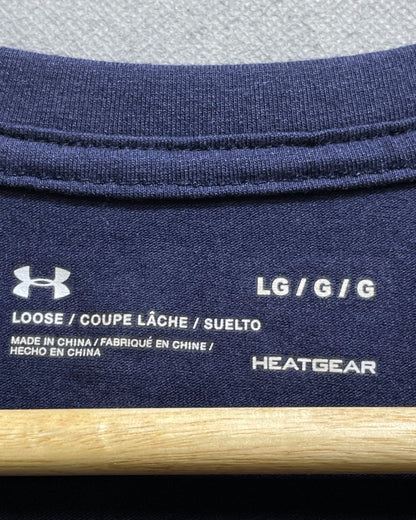 LG / G / G
LOOSE / COUPE LÂCHE / SUELTO
MADE IN CHINA / FABRIQUÉ EN CHINE /
HECHO EN CHINA
HEATGEAR